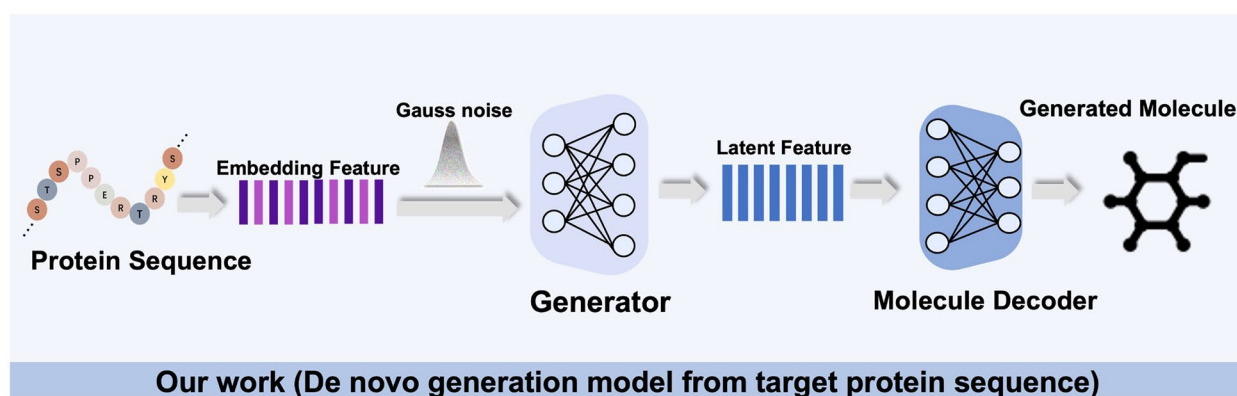 Gauss noise
Generated Molecule
Embedding Feature
Latent Feature
S
T
S
P
P
E
R
T
R
Y
S
Protein Sequence
Generator
Molecule Decoder
Our work (De novo generation model from target protein sequence)